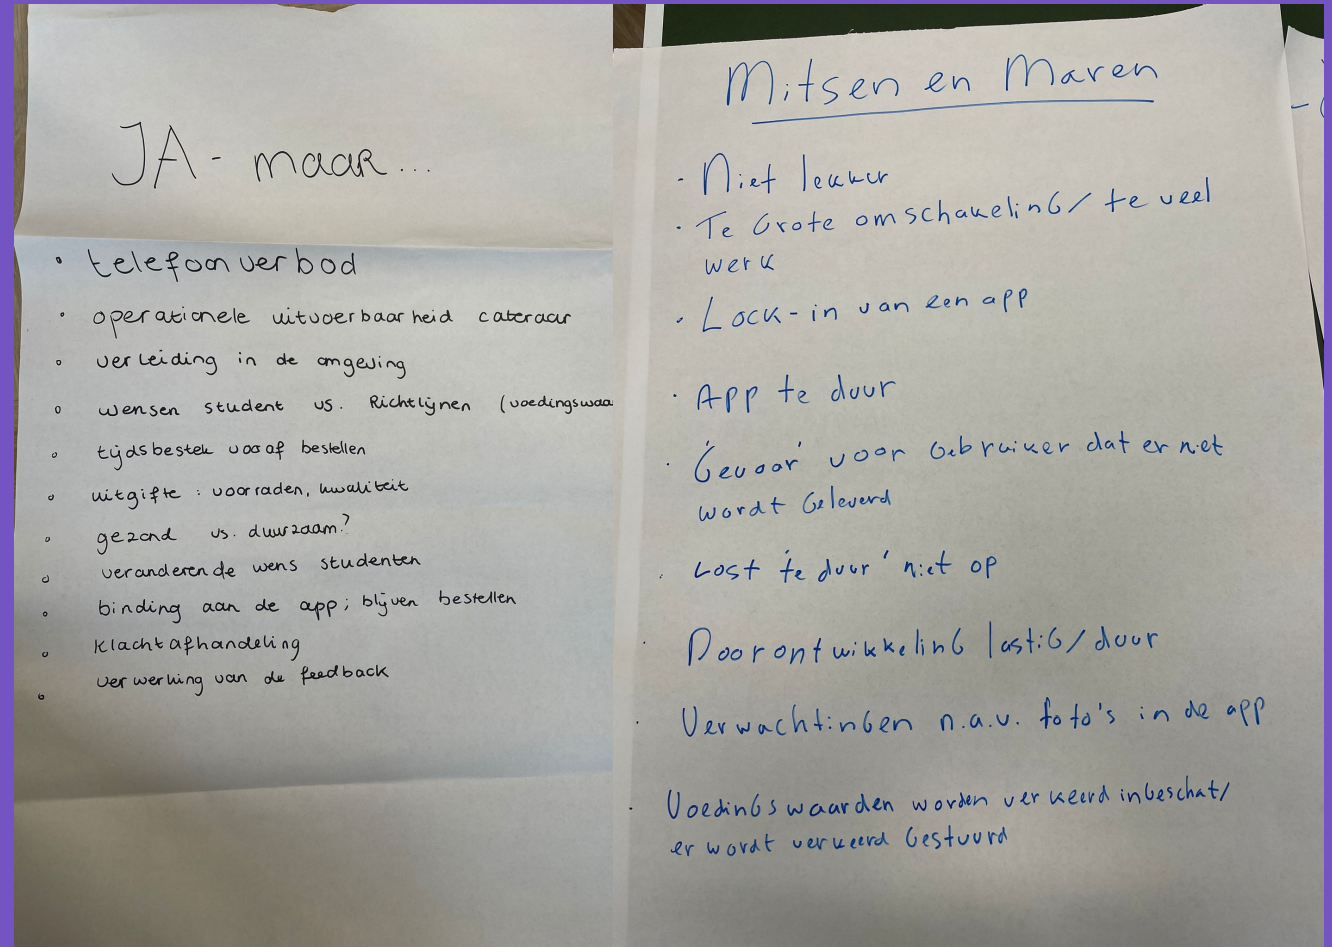 JA - maar...
• telefoonverbod
• operationele uitvoerbaarheid cateraar
• verleiding in de omgeving
• wensen student vs. Richtlijnen (voedingswaa
• tijdsbestek vooraf bestellen
• uitgifte : voorraden, kwaliteit
• gezond vs. duurzaam?
• veranderende wens studenten
• binding aan de app; blijven bestellen
• klachtafhandeling
• verwerking van de feedback
Mitsen en Maren
- Niet lekker
· Te Grote omschakeling / te veel
werk
· Lock-in van een app
· App te duur
· 'Gevaar' voor Gebruiker dat er niet
wordt Geleverd
· Lost 'te duur' niet op
· Doorontwikkeling lastig/duur
· Verwachtingen n.a.v. foto's in de app
· Voedingswaarden worden verkeerd ingeschat/
er wordt verkeerd Gestuurd